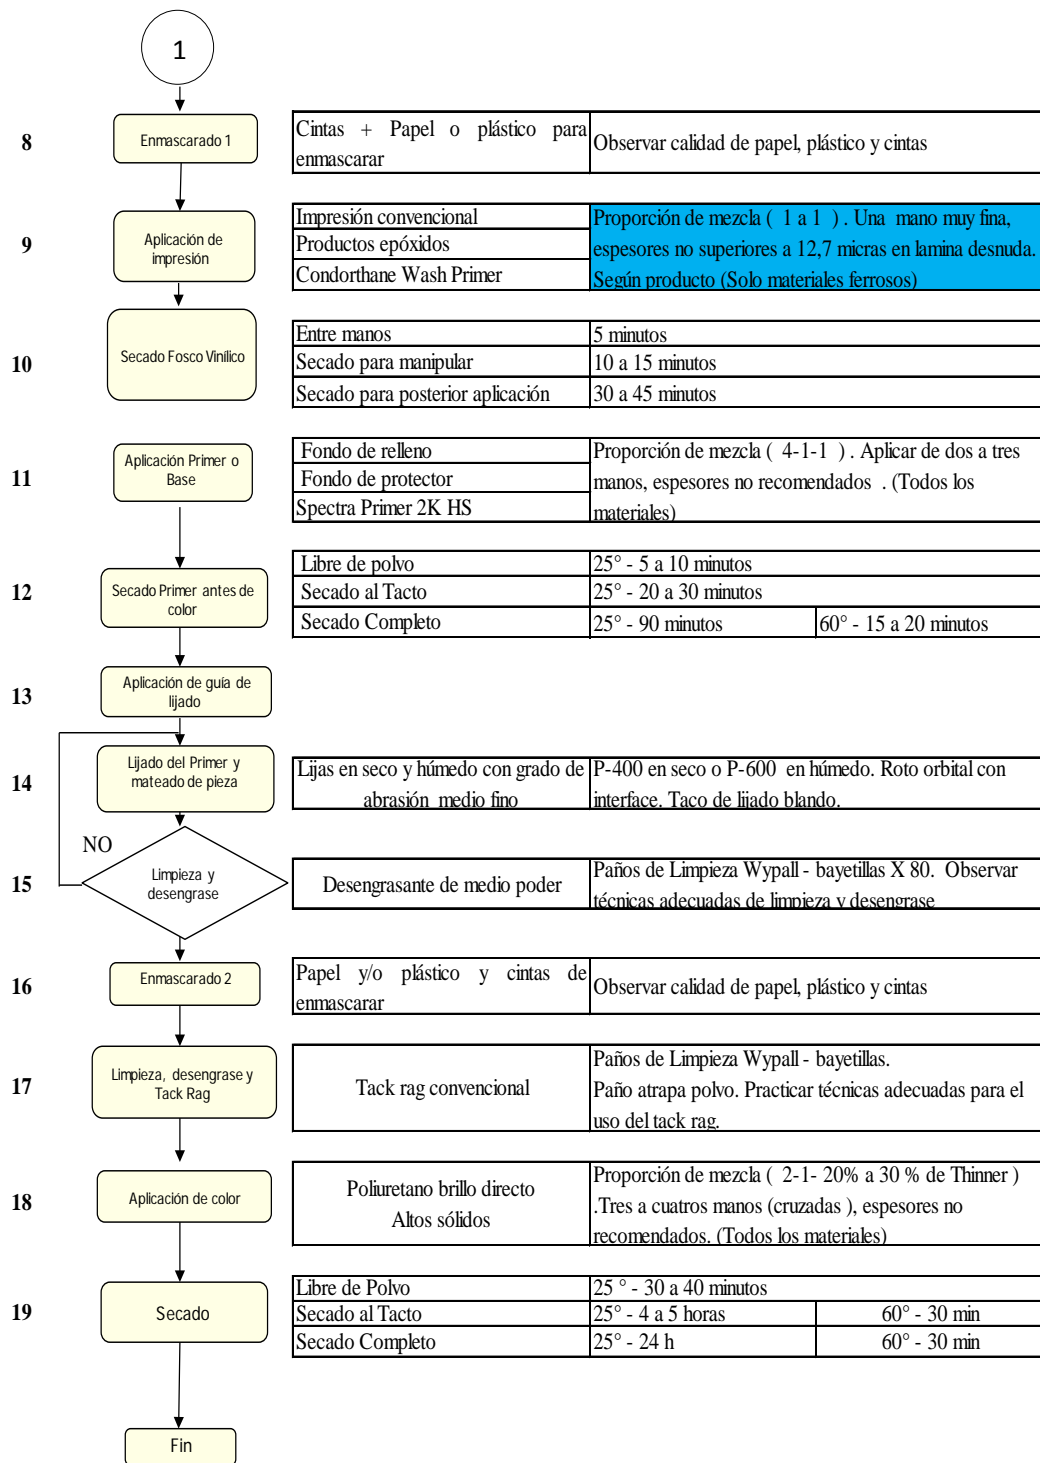 1
8
Enmascarado 1
Cintas + Papel o plástico para
enmascarar
Observar calidad de papel, plástico y cintas
9
Aplicación de
impresión
Impresión convencional
Productos epóxidos
Condorthane Wash Primer
Proporción de mezcla ( 1 a 1 ) . Una mano muy fina,
espesores no superiores a 12,7 micras en lamina desnuda.
Según producto (Solo materiales ferrosos)
10
Secado Fosco Vinílico
Entre manos
5 minutos
Secado para manipular
10 a 15 minutos
Secado para posterior aplicación
30 a 45 minutos
11
Aplicación Primer o
Base
Fondo de relleno
Fondo de protector
Spectra Primer 2K HS
Proporción de mezcla ( 4-1-1 ) . Aplicar de dos a tres
manos, espesores no recomendados . (Todos los
materiales)
12
Secado Primer antes de
color
Libre de polvo
25° - 5 a 10 minutos
Secado al Tacto
25° - 20 a 30 minutos
Secado Completo
25° - 90 minutos
60° - 15 a 20 minutos
13
Aplicación de guía de
lijado
14
Lijado del Primer y
mateado de pieza
Lijas en seco y húmedo con grado de
abrasión medio fino
P-400 en seco o P-600 en húmedo. Roto orbital con
interface. Taco de lijado blando.
NO
15
Limpieza y
desengrase
Desengrasante de medio poder
Paños de Limpieza Wypall - bayetillas X 80. Observar
técnicas adecuadas de limpieza y desengrase
16
Enmascarado 2
Papel y/o plástico y cintas de
enmascarar
Observar calidad de papel, plástico y cintas
17
Limpieza, desengrase y
Tack Rag
Tack rag convencional
Paños de Limpieza Wypall - bayetillas.
Paño atrapa polvo. Practicar técnicas adecuadas para el
uso del tack rag.
18
Aplicación de color
Poliuretano brillo directo
Altos sólidos
Proporción de mezcla ( 2-1- 20% a 30 % de Thinner )
.Tres a cuatros manos (cruzadas ), espesores no
recomendados. (Todos los materiales)
19
Secado
Libre de Polvo
25 ° - 30 a 40 minutos
Secado al Tacto
25° - 4 a 5 horas
60° - 30 min
Secado Completo
25° - 24 h
60° - 30 min
Fin